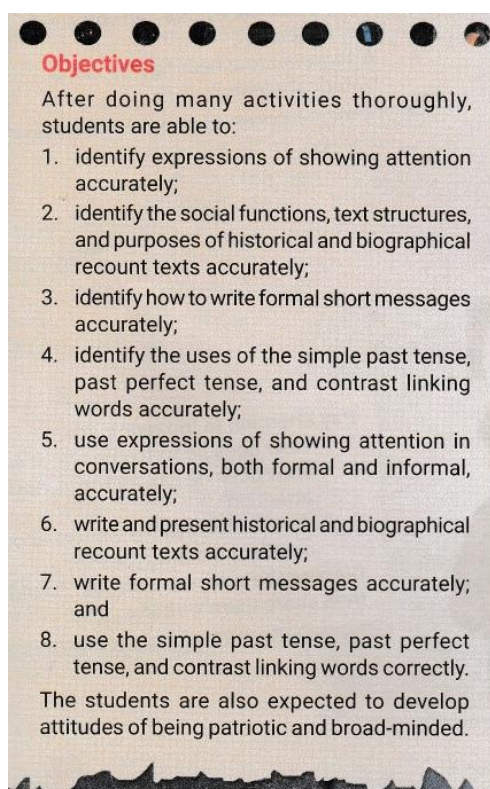 Objectives
After doing many activities thoroughly,
students are able to:
1. identify expressions of showing attention
accurately;
2. identify the social functions, text structures,
and purposes of historical and biographical
recount texts accurately;
3. identify how to write formal short messages
accurately;
4. identify the uses of the simple past tense,
past perfect tense, and contrast linking
words accurately;
5. use expressions of showing attention in
conversations, both formal and informal,
accurately;
6. write and present historical and biographical
recount texts accurately;
7. write formal short messages accurately;
and
8. use the simple past tense, past perfect
tense, and contrast linking words correctly.
The students are also expected to develop
attitudes of being patriotic and broad-minded.